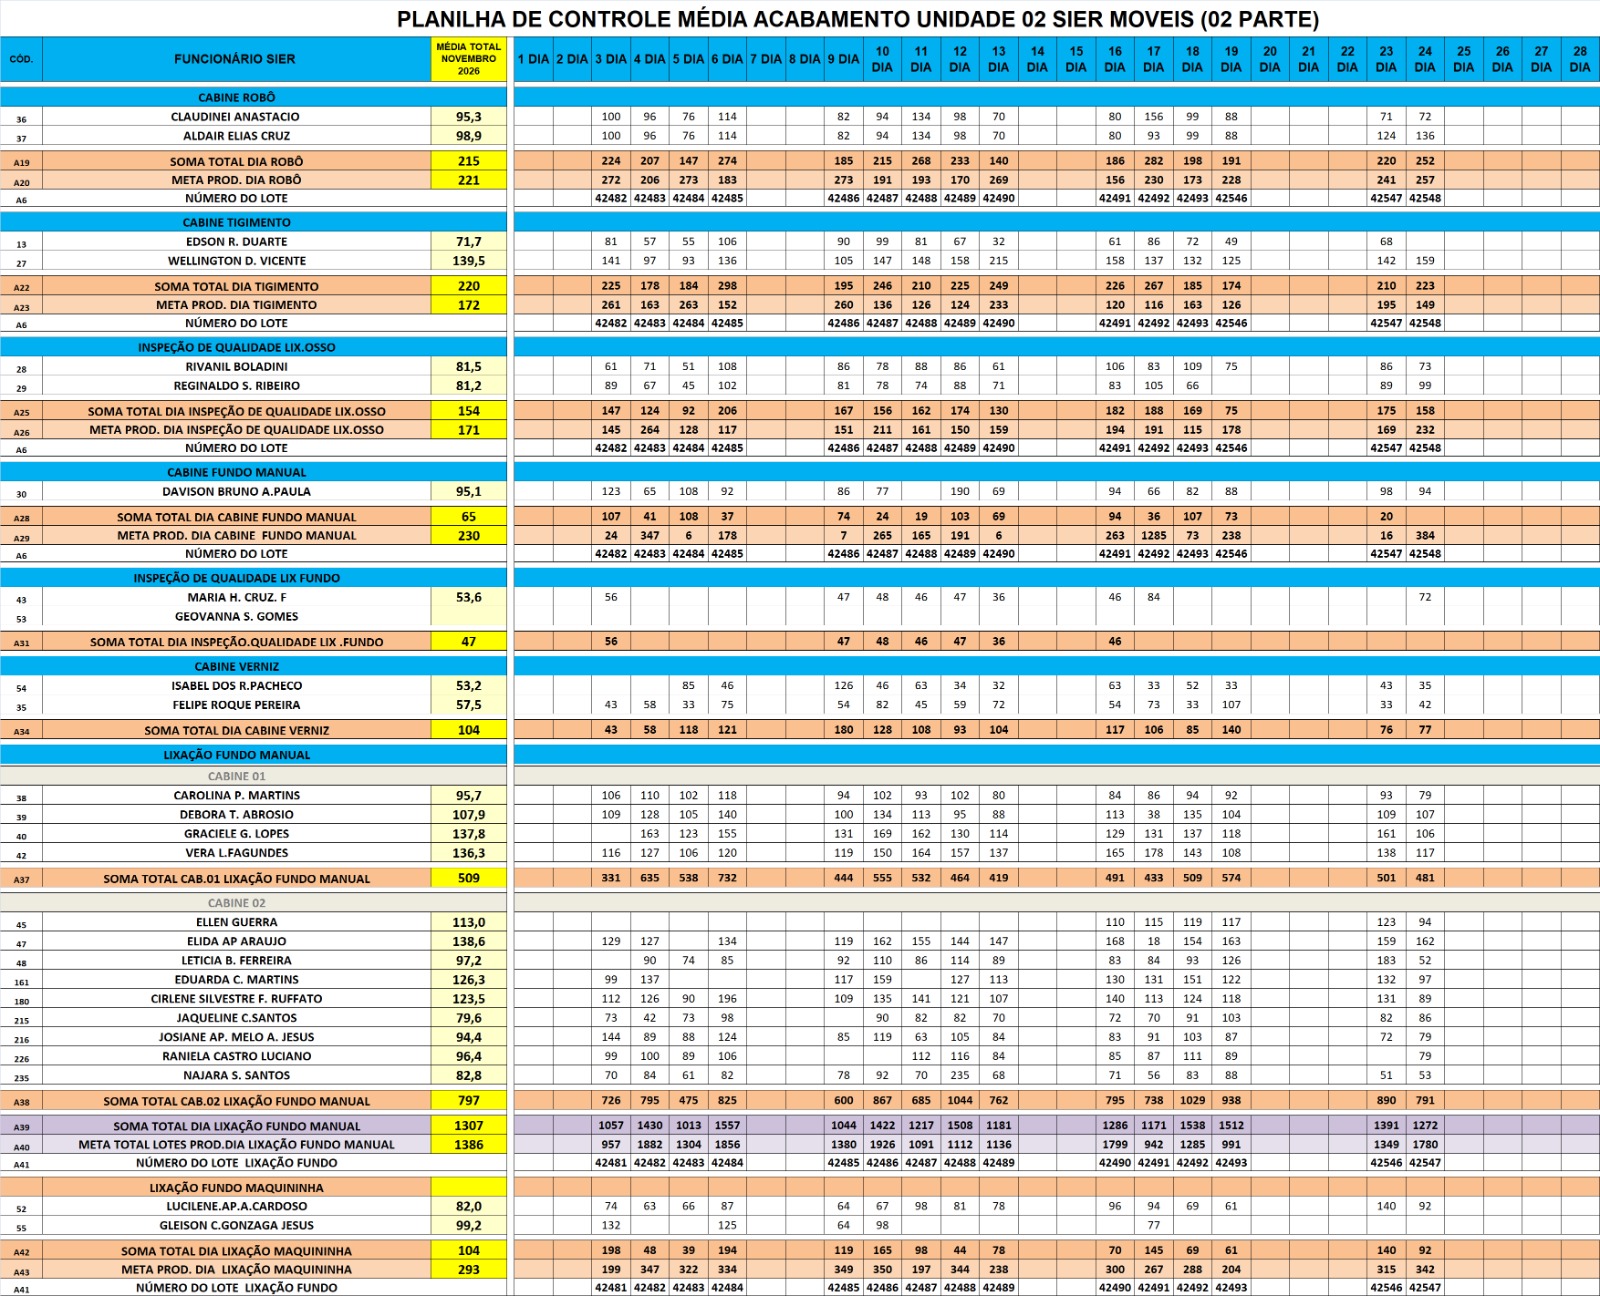 PLANILHA DE CONTROLE MÉDIA ACABAMENTO UNIDADE 02 SIER MOVEIS (02 PARTE)
CÓD. FUNCIONÁRIO SIER MÉDIA TOTAL NOVEMBRO 2026 1 DIA 2 DIA 3 DIA 4 DIA 5 DIA 6 DIA 7 DIA 8 DIA 9 DIA 10 DIA 11 DIA 12 DIA 13 DIA 14 DIA 15 DIA 16 DIA 17 DIA 18 DIA 19 DIA 20 DIA 21 DIA 22 DIA 23 DIA 24 DIA 25 DIA 26 DIA 27 DIA 28 DIA
CABINE ROBÔ
36 CLAUDINEI ANASTACIO 95,3 100 96 76 114 82 94 134 98 70 80 156 99 88 71 72
37 ALDAIR ELIAS CRUZ 98,9 100 96 76 114 82 94 134 98 70 80 93 99 88 124 136
A19 SOMA TOTAL DIA ROBÔ 215 224 207 147 274 185 215 268 233 140 186 282 198 191 220 252
A20 META PROD. DIA ROBÔ 221 272 206 273 183 273 191 193 170 269 156 230 173 228 241 257
A6 NÚMERO DO LOTE 42482 42483 42484 42485 42486 42487 42488 42489 42490 42491 42492 42493 42546 42547 42548
CABINE TIGIMENTO
13 EDSON R. DUARTE 71,7 81 57 55 106 90 99 81 67 32 61 86 72 49 68
27 WELLINGTON D. VICENTE 139,5 141 97 93 136 105 147 148 158 215 158 137 132 125 142 159
A22 SOMA TOTAL DIA TIGIMENTO 220 225 178 184 298 195 246 210 225 249 226 267 185 174 210 223
A23 META PROD. DIA TIGIMENTO 172 261 163 263 152 260 136 126 124 233 120 116 163 126 195 149
A6 NÚMERO DO LOTE 42482 42483 42484 42485 42486 42487 42488 42489 42490 42491 42492 42493 42546 42547 42548
INSPEÇÃO DE QUALIDADE LIX.OSSO
28 RIVANIL BOLADINI 81,5 61 71 51 108 86 78 88 86 61 106 83 109 75 86 73
29 REGINALDO S. RIBEIRO 81,2 89 67 45 102 81 78 74 88 71 83 105 66 89 99
A25 SOMA TOTAL DIA INSPEÇÃO DE QUALIDADE LIX.OSSO 154 147 124 92 206 167 156 162 174 130 182 188 169 75 175 158
A26 META PROD. DIA INSPEÇÃO DE QUALIDADE LIX.OSSO 171 145 264 128 117 151 211 161 150 159 194 191 115 178 169 232
A6 NÚMERO DO LOTE 42482 42483 42484 42485 42486 42487 42488 42489 42490 42491 42492 42493 42546 42547 42548
CABINE FUNDO MANUAL
30 DAVISON BRUNO A.PAULA 95,1 123 65 108 92 86 77 190 69 94 66 82 88 98 94
A28 SOMA TOTAL DIA CABINE FUNDO MANUAL 65 107 41 108 37 74 24 19 103 69 94 36 107 73 20
A29 META PROD. DIA CABINE FUNDO MANUAL 230 24 347 6 178 7 265 165 191 6 263 1285 73 238 16 384
A6 NÚMERO DO LOTE 42482 42483 42484 42485 42486 42487 42488 42489 42490 42491 42492 42493 42546 42547 42548
INSPEÇÃO DE QUALIDADE LIX FUNDO
43 MARIA H. CRUZ. F 53,6 56 47 48 46 47 36 46 84 72
53 GEOVANNA S. GOMES
A31 SOMA TOTAL DIA INSPEÇÃO.QUALIDADE LIX .FUNDO 47 56 47 48 46 47 36 46
CABINE VERNIZ
54 ISABEL DOS R.PACHECO 53,2 85 46 126 46 63 34 32 63 33 52 33 43 35
35 FELIPE ROQUE PEREIRA 57,5 43 58 33 75 54 82 45 59 72 54 73 33 107 33 42
A34 SOMA TOTAL DIA CABINE VERNIZ 104 43 58 118 121 180 128 108 93 104 117 106 85 140 76 77
LIXAÇÃO FUNDO MANUAL
CABINE 01
38 CAROLINA P. MARTINS 95,7 106 110 102 118 94 102 93 102 80 84 86 94 92 93 79
39 DEBORA T. ABROSIO 107,9 109 128 105 140 100 134 113 95 88 113 38 135 104 109 107
40 GRACIELE G. LOPES 137,8 163 123 155 131 169 162 130 114 129 131 137 118 161 106
42 VERA L.FAGUNDES 136,3 116 127 106 120 119 150 164 157 137 165 178 143 108 138 117
A37 SOMA TOTAL CAB.01 LIXAÇÃO FUNDO MANUAL 509 331 635 538 732 444 555 532 464 419 491 433 509 574 501 481
CABINE 02
45 ELLEN GUERRA 113,0 110 115 119 117 123 94
47 ELIDA AP ARAUJO 138,6 129 127 134 119 162 155 144 147 168 18 154 163 159 162
48 LETICIA B. FERREIRA 97,2 90 74 85 92 110 86 114 89 83 84 93 126 183 52
161 EDUARDA C. MARTINS 126,3 99 137 117 159 127 113 130 131 151 122 132 97
180 CIRLENE SILVESTRE F. RUFFATO 123,5 112 126 90 196 109 135 141 121 107 140 113 124 118 131 89
215 JAQUELINE C.SANTOS 79,6 73 42 73 98 90 82 82 70 72 70 91 103 82 86
216 JOSIANE AP. MELO A. JESUS 94,4 144 89 88 124 85 119 63 105 84 83 91 103 87 72 79
226 RANIELA CASTRO LUCIANO 96,4 99 100 89 106 112 116 84 85 87 111 89 79
235 NAJARA S. SANTOS 82,8 70 84 61 82 78 92 70 235 68 71 56 83 88 51 53
A38 SOMA TOTAL CAB.02 LIXAÇÃO FUNDO MANUAL 797 726 795 475 825 600 867 685 1044 762 795 738 1029 938 890 791
A39 SOMA TOTAL DIA LIXAÇÃO FUNDO MANUAL 1307 1057 1430 1013 1557 1044 1422 1217 1508 1181 1286 1171 1538 1512 1391 1272
A40 META TOTAL LOTES PROD.DIA LIXAÇÃO FUNDO MANUAL 1386 957 1882 1304 1856 1380 1926 1091 1112 1136 1799 942 1285 991 1349 1780
A41 NÚMERO DO LOTE LIXAÇÃO FUNDO 42481 42482 42483 42484 42485 42486 42487 42488 42489 42490 42491 42492 42493 42546 42547
LIXAÇÃO FUNDO MAQUININHA
52 LUCILENE.AP.A.CARDOSO 82,0 74 63 66 87 64 67 98 81 78 96 94 69 61 140 92
55 GLEISON C.GONZAGA JESUS 99,2 132 125 64 98 77
A42 SOMA TOTAL DIA LIXAÇÃO MAQUININHA 104 198 48 39 194 119 165 98 44 78 70 145 69 61 140 92
A43 META PROD. DIA LIXAÇÃO MAQUININHA 293 199 347 322 334 349 350 197 344 238 300 267 288 204 315 342
A41 NÚMERO DO LOTE LIXAÇÃO FUNDO 42481 42482 42483 42484 42485 42486 42487 42488 42489 42490 42491 42492 42493 42546 42547